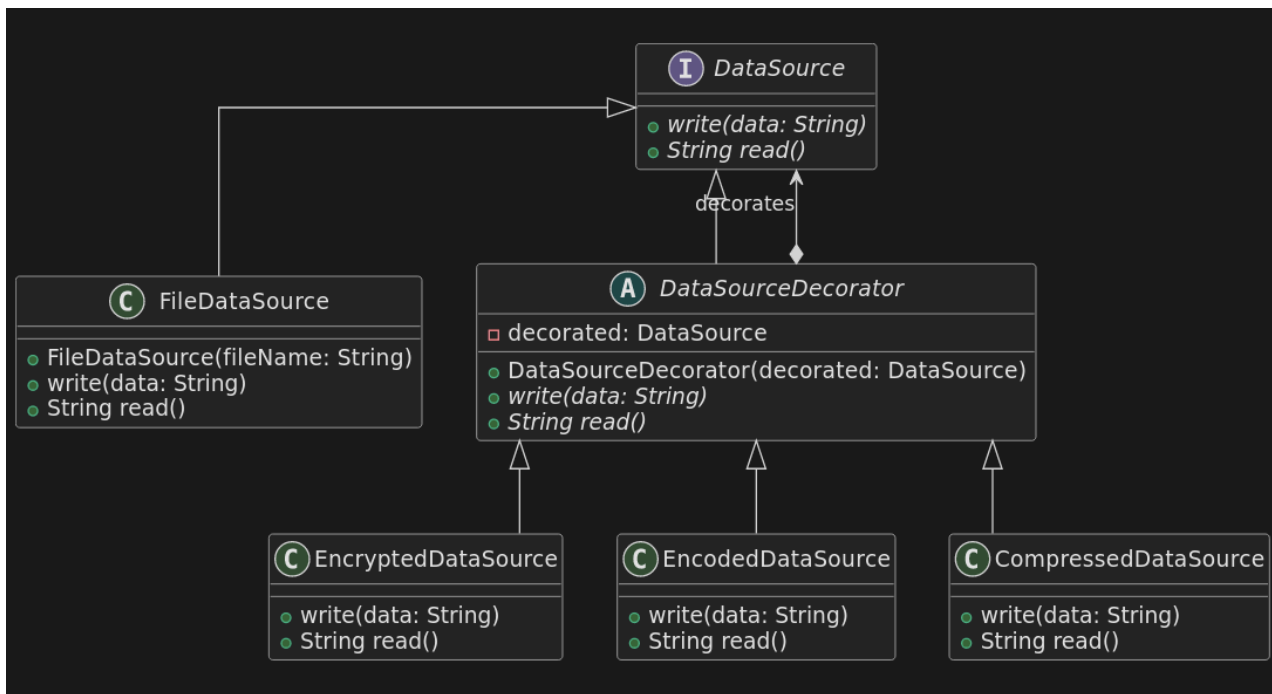 I DataSource
write(data: String)
String read()
decorates
C FileDataSource
FileDataSource(fileName: String)
write(data: String)
String read()
A DataSourceDecorator
decorated: DataSource
DataSourceDecorator(decorated: DataSource)
write(data: String)
String read()
C EncryptedDataSource
write(data: String)
String read()
C EncodedDataSource
write(data: String)
String read()
C CompressedDataSource
write(data: String)
String read()